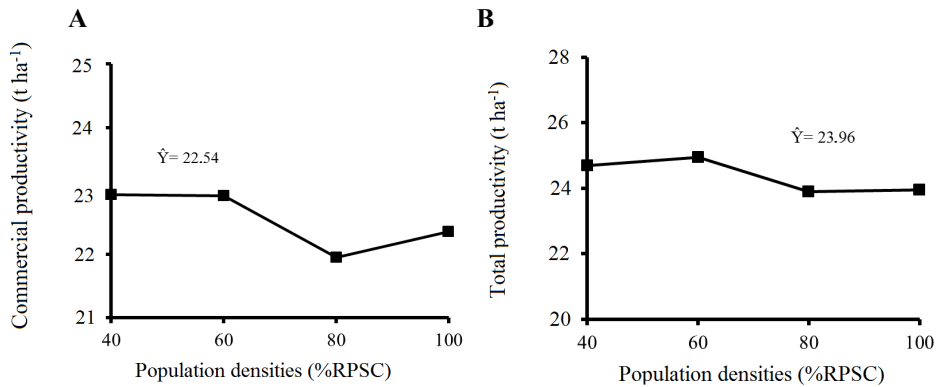 A
Commercial productivity (t ha⁻¹)
25
24
23
22
21
Ŷ= 22.54
40 60 80 100
Population densities (%RPSC)
B
Total productivity (t ha⁻¹)
28
26
24
22
20
Ŷ= 23.96
40 60 80 100
Population densities (%RPSC)